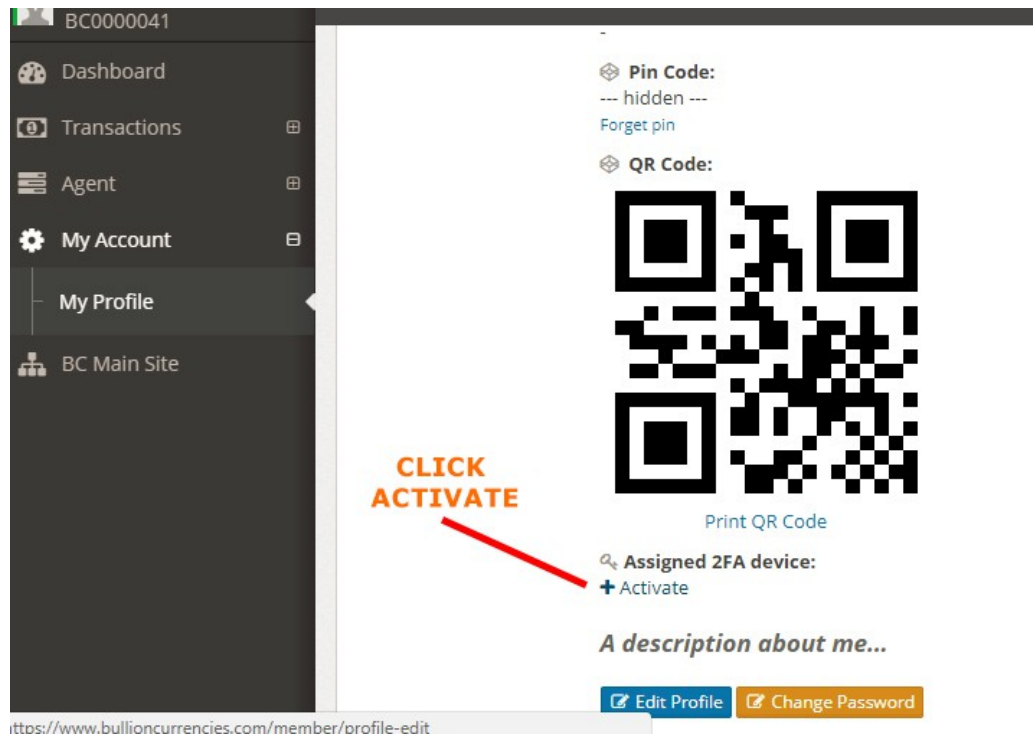 BC0000041
Dashboard
Transactions
Agent
My Account
My Profile
BC Main Site
-
Pin Code:
--- hidden ---
Forget pin
QR Code:
Print QR Code
CLICK
ACTIVATE
Assigned 2FA device:
Activate
A description about me...
Edit Profile
Change Password
ttps://www.bullioncurrencies.com/member/profile-edit